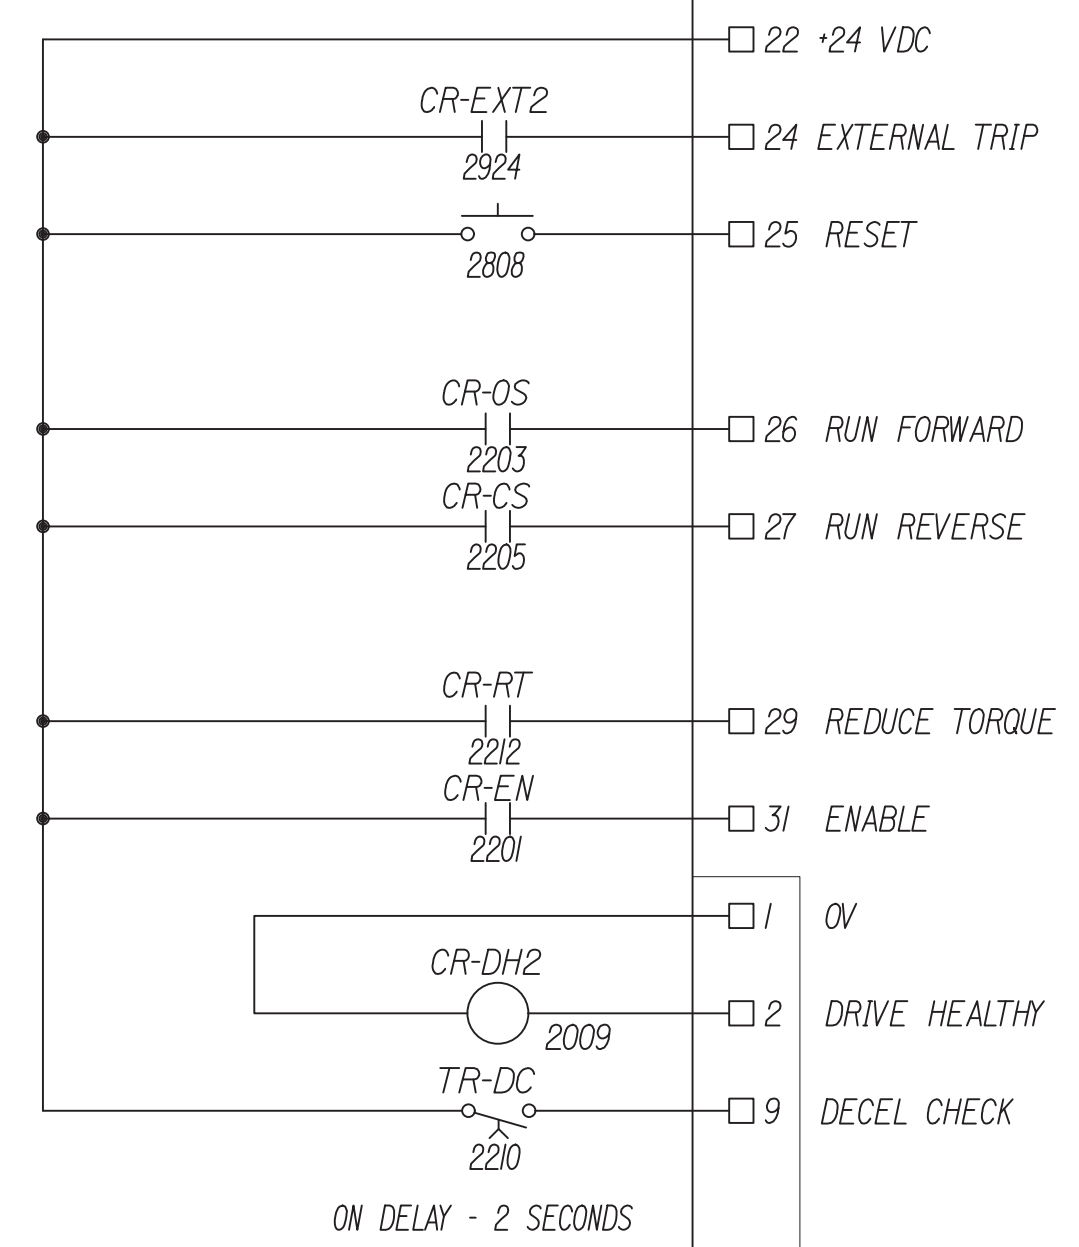 22 +24 VDC
CR-EXT2
24 EXTERNAL TRIP
2924
25 RESET
2808
CR-OS
26 RUN FORWARD
2203
CR-CS
27 RUN REVERSE
2205
CR-RT
29 REDUCE TORQUE
2212
CR-EN
31 ENABLE
2201
1 0V
CR-DH2
2 DRIVE HEALTHY
2009
TR-DC
9 DECEL CHECK
2210
ON DELAY - 2 SECONDS